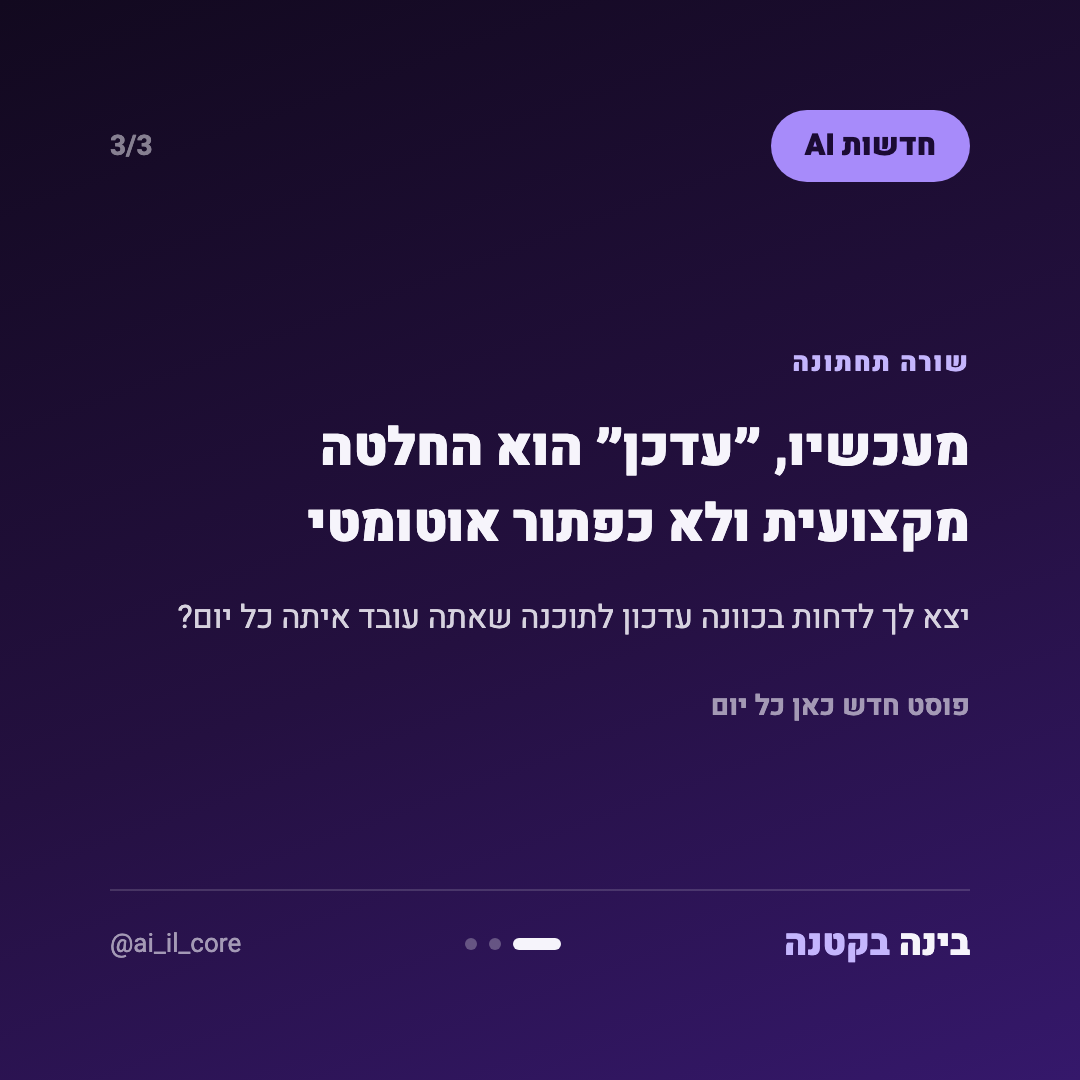 חדשות AI
3/3
שורה תחתונה
מעכשיו, ”עדכן” הוא החלטה
מקצועית ולא כפתור אוטומטי
יצא לך לדחות בכוונה עדכון לתוכנה שאתה עובד איתה כל יום?
פוסט חדש כאן כל יום
בינה בקטנה
@ai_il_core